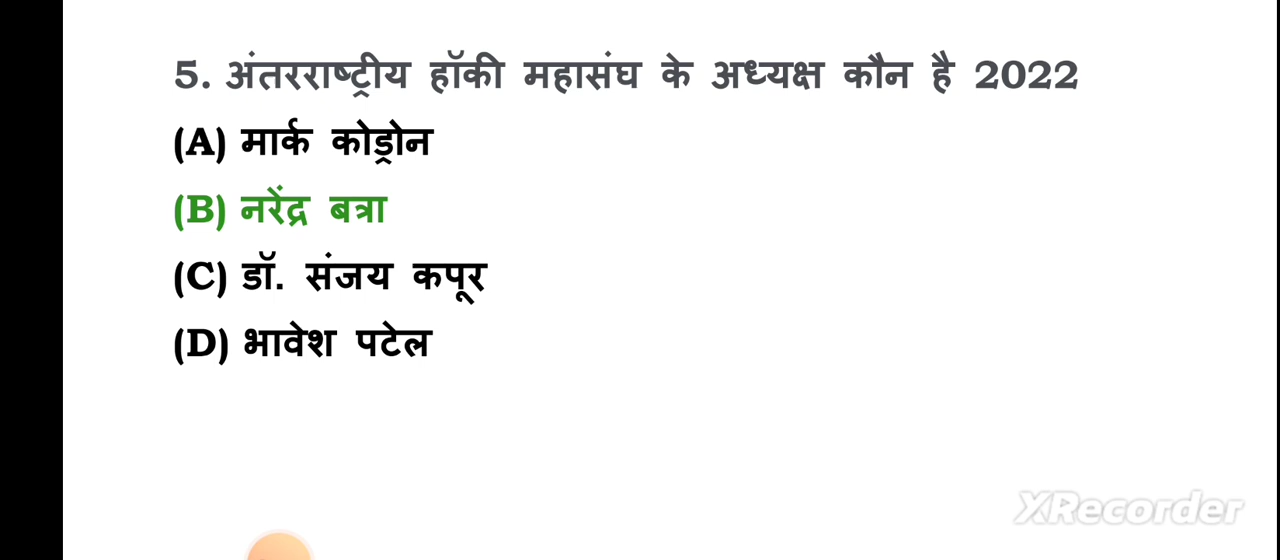 5. अंतरराष्ट्रीय हॉकी महासंघ के अध्यक्ष कौन है 2022
(A) मार्क कोड्रोन
(B) नरेंद्र बत्रा
(C) डॉ. संजय कपूर
(D) भावेश पटेल
XRecorder